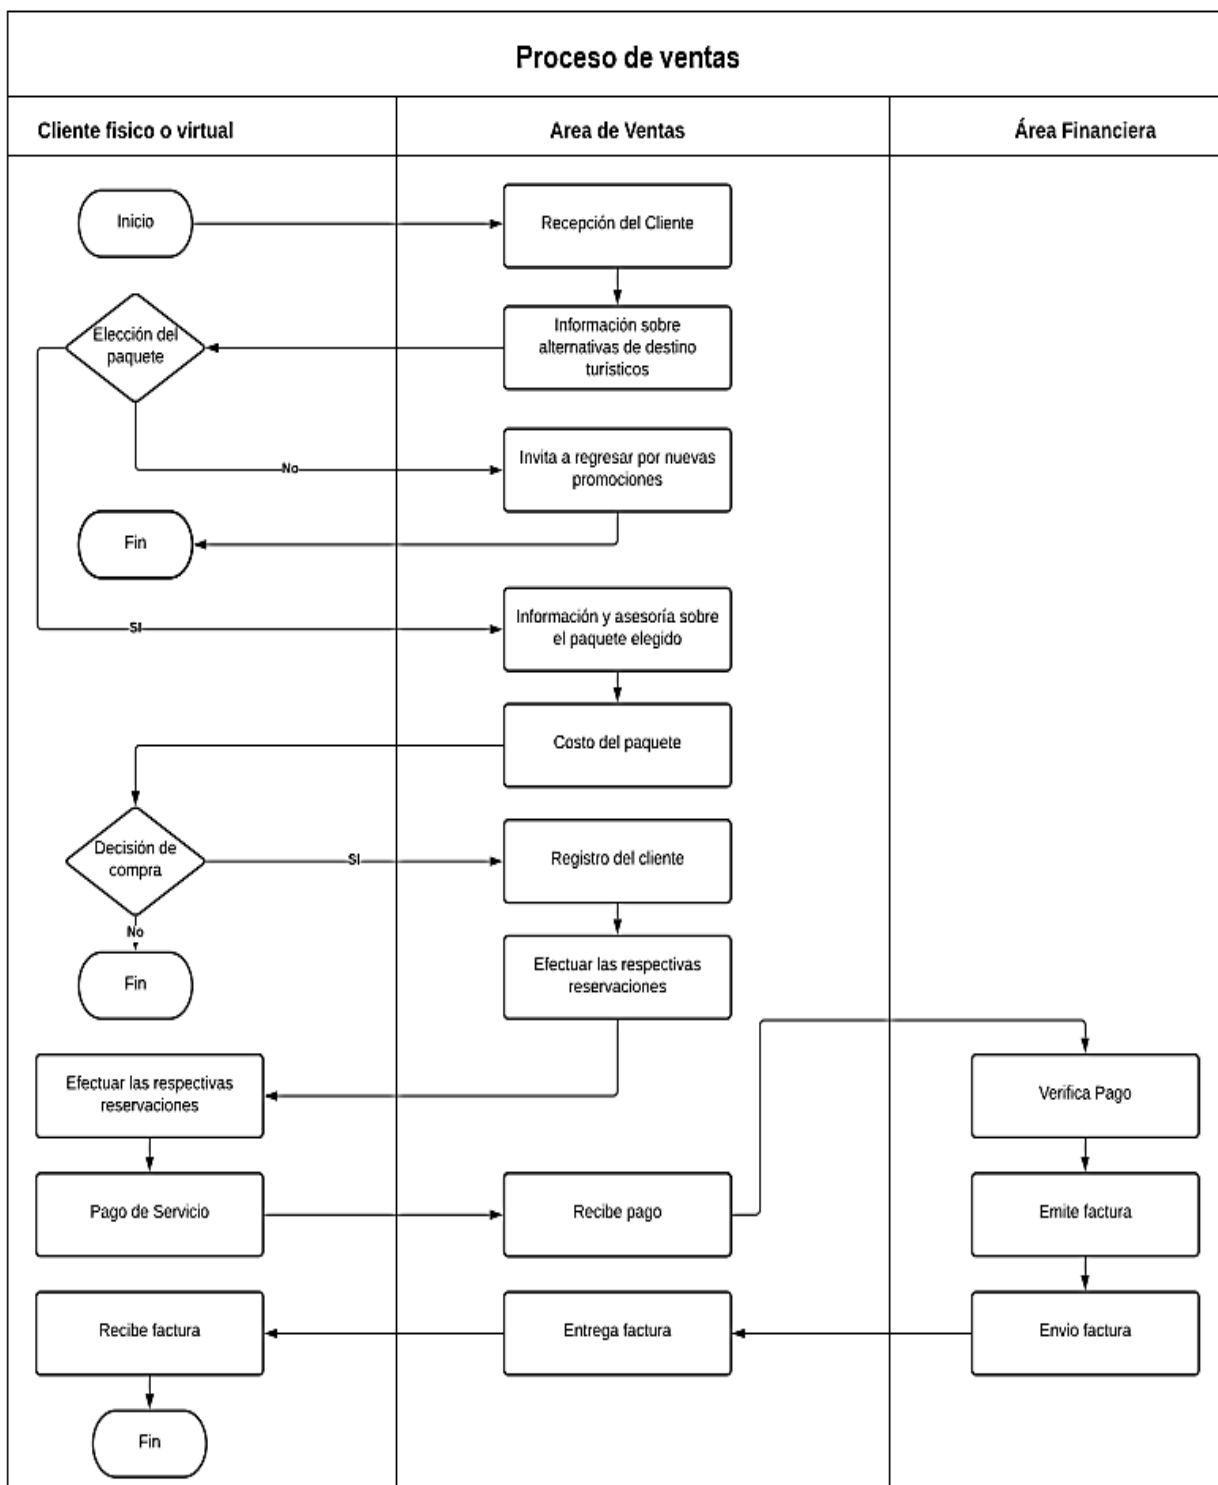 Proceso de ventas
Cliente fisico o virtual
Area de Ventas
Área Financiera
Inicio
Recepción del Cliente
Elección del
paquete
Información sobre
alternativas de destino
turísticos
No
Invita a regresar por nuevas
promociones
Fin
SI
Información y asesoría sobre
el paquete elegido
Costo del paquete
Decisión de
compra
SI
Registro del cliente
No
Fin
Efectuar las respectivas
reservaciones
Efectuar las respectivas
reservaciones
Verifica Pago
Pago de Servicio
Recibe pago
Emite factura
Recibe factura
Entrega factura
Envio factura
Fin